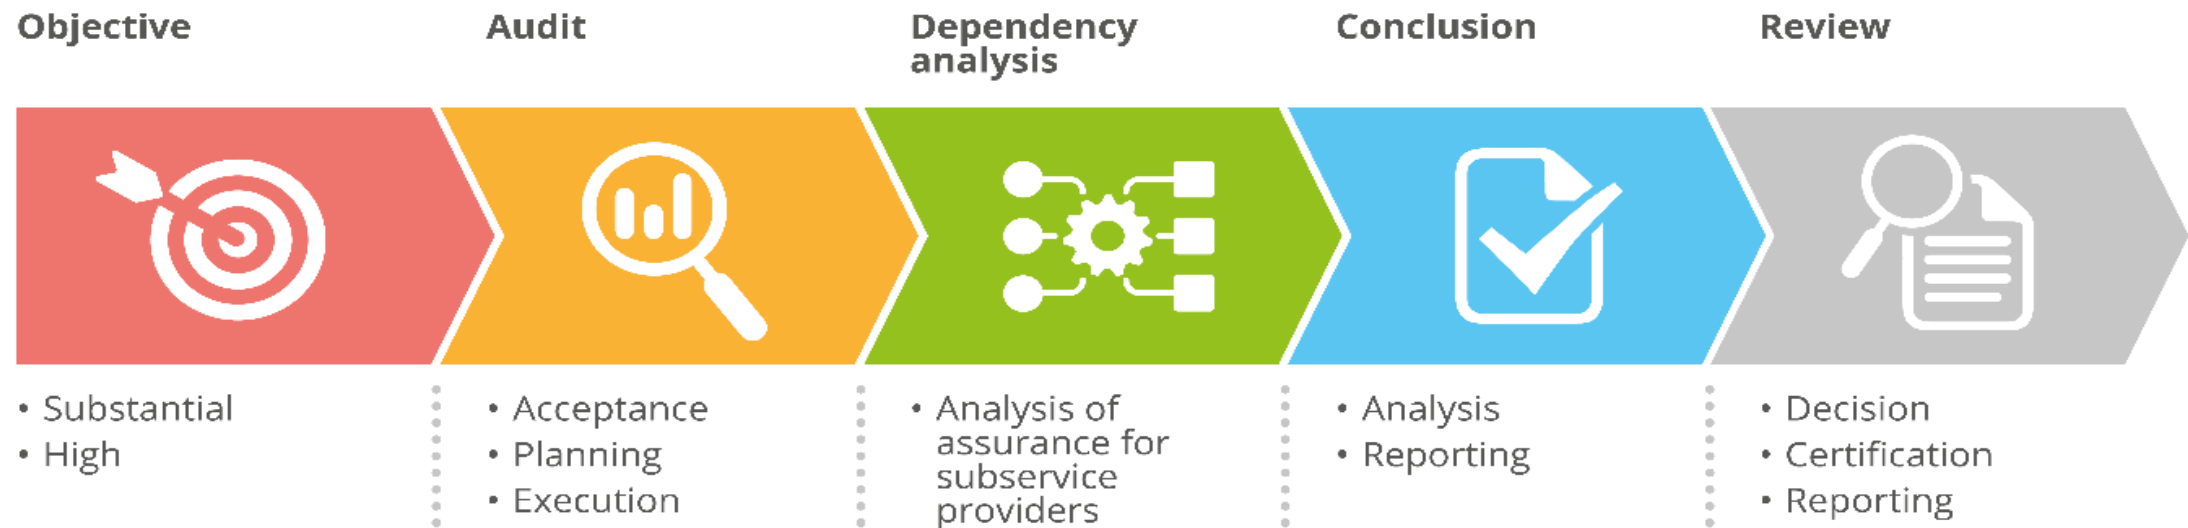 Objective
Audit
Dependency
analysis
Conclusion
Review
• Substantial
• High
• Acceptance
• Planning
• Execution
• Analysis of
assurance for
subservice
providers
• Analysis
• Reporting
• Decision
• Certification
• Reporting